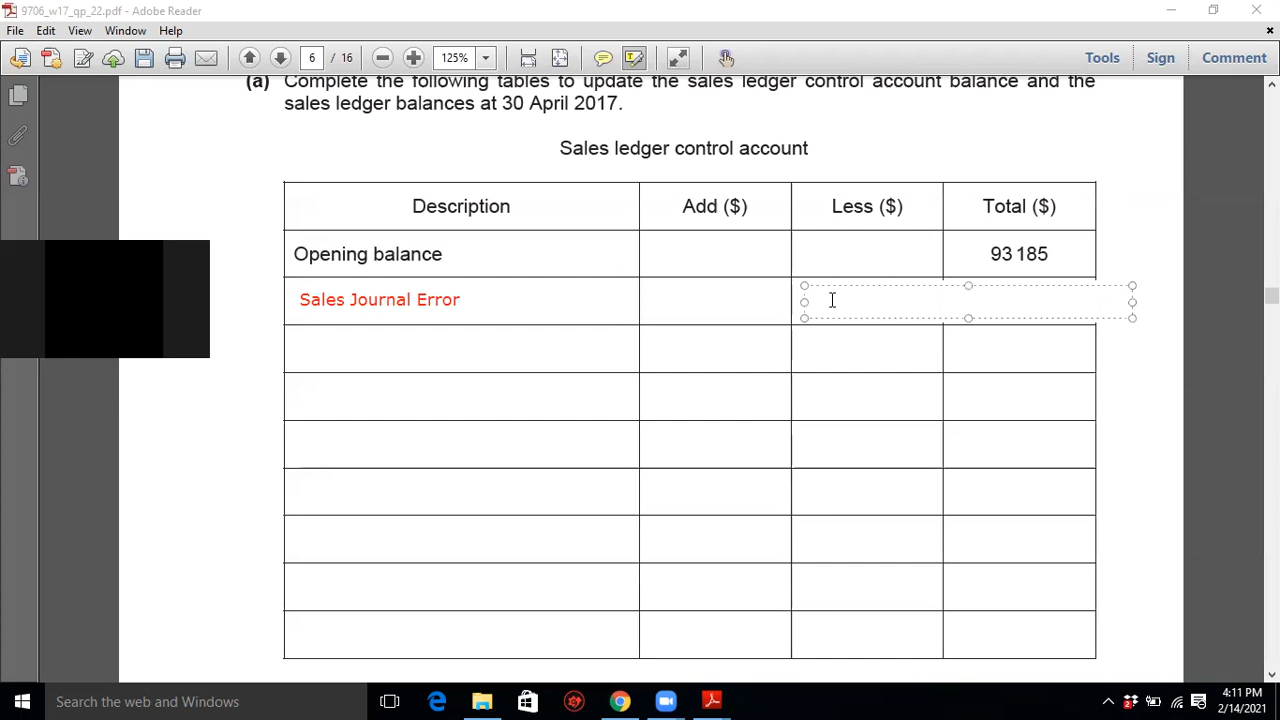 9706_w17_qp_22.pdf - Adobe Reader
File Edit View Window Help
6 / 16 125% Tools Sign Comment
(a) Complete the following tables to update the sales ledger control account balance and the
sales ledger balances at 30 April 2017.
Sales ledger control account
Description Add ($) Less ($) Total ($)
Opening balance 93 185
Sales Journal Error
Search the web and Windows
4:11 PM
2/14/2021